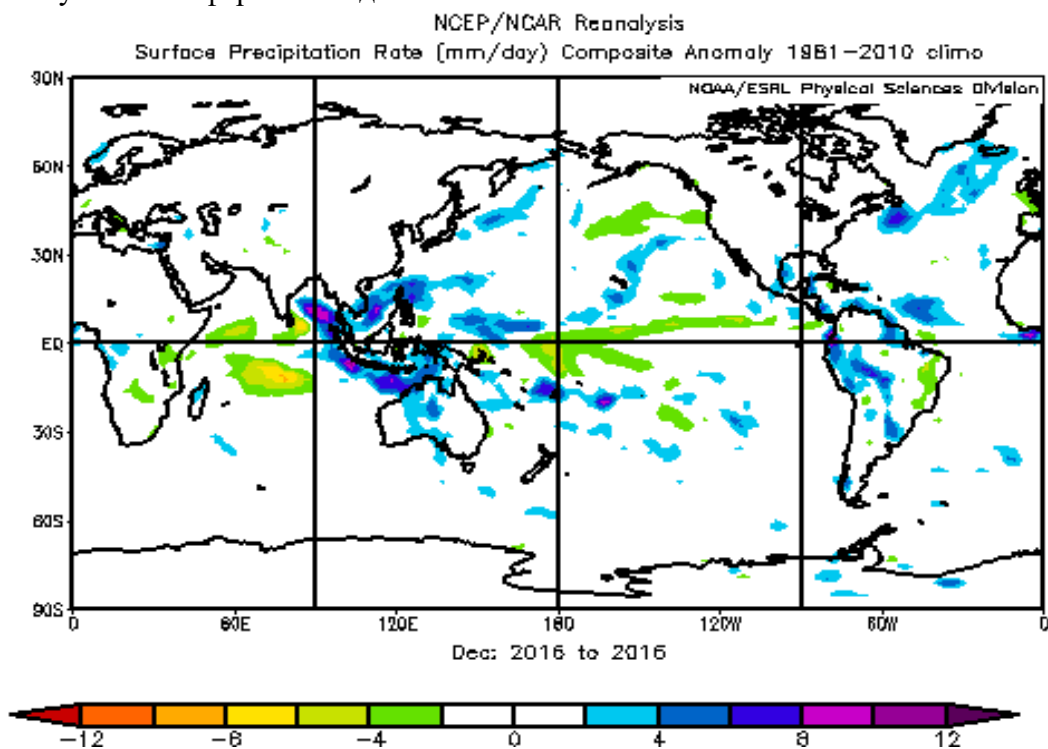 NCEP/NCAR Reanalysis
Surface Precipitation Rate (mm/day) Composite Anomaly 1981-2010 climo
NOAA/ESRL Physical Sciences Division
90N
60N
30N
EQ
30S
60S
90S
0 60E 120E 180 120W 60W 0
Dec: 2016 to 2016
-12 -6 -4 0 4 8 12